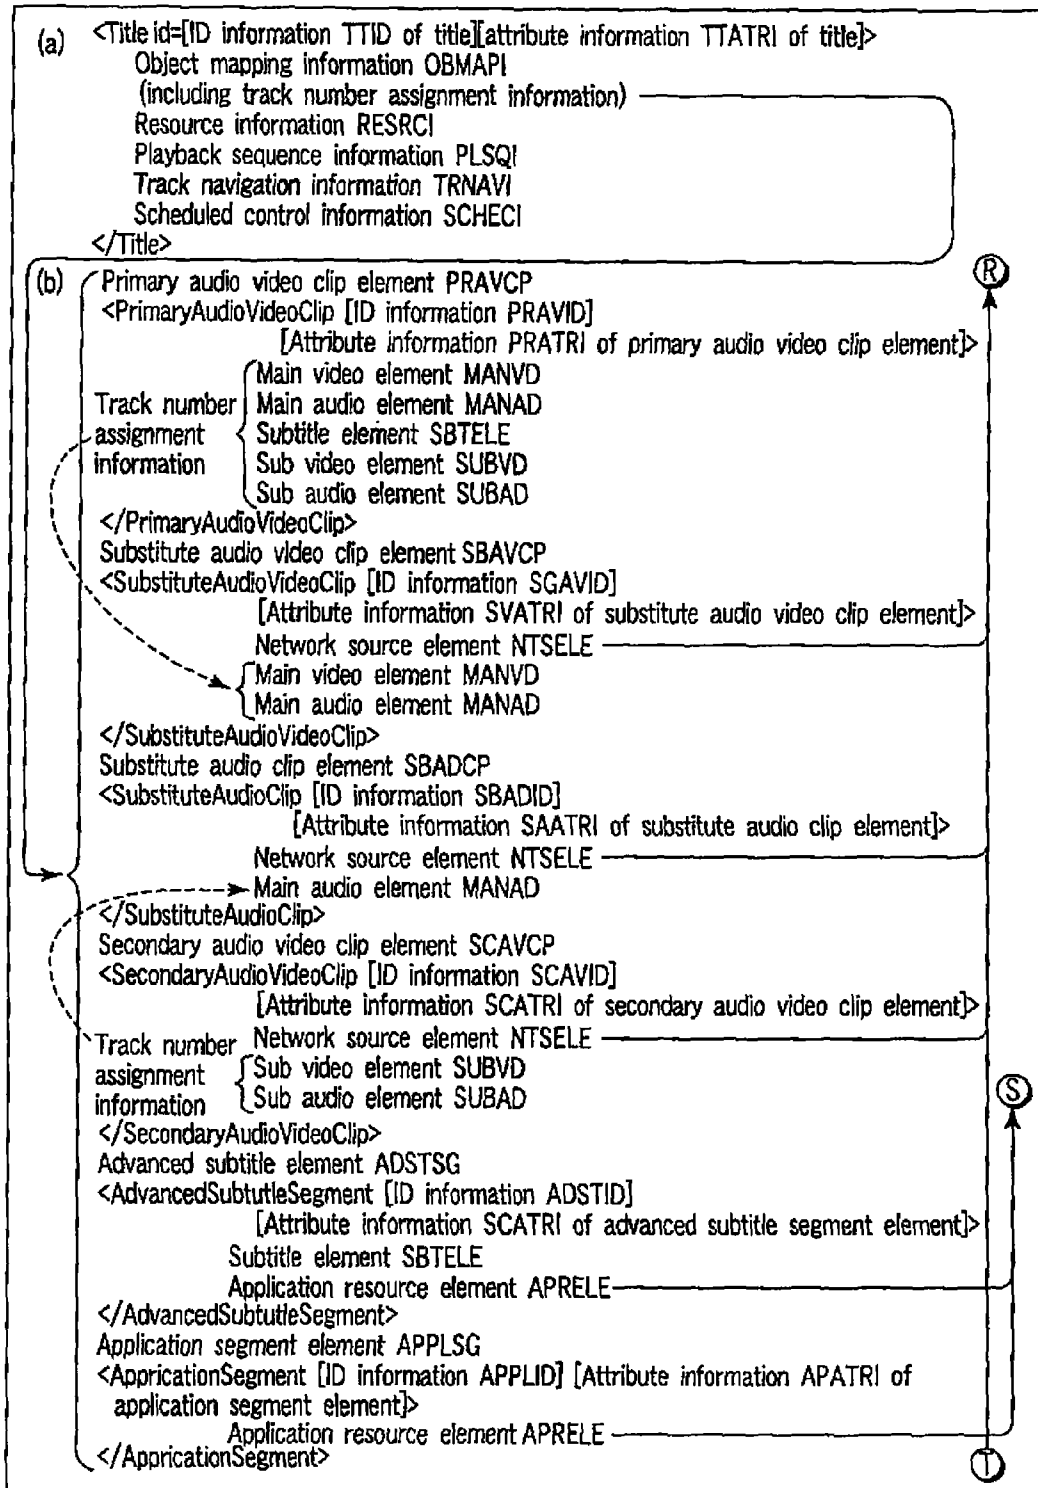 (a) <Title id=[ID information TTID of title][attribute information TTATRI of title]>
Object mapping information OBMAPI
(including track number assignment information)
Resource information RESRCI
Playback sequence information PLSQI
Track navigation information TRNAVI
Scheduled control information SCHECI
</Title>
(b) Primary audio video clip element PRAVCP
R
<PrimaryAudioVideoClip [ID information PRAVID]
[Attribute information PRATRI of primary audio video clip element]>
Main video element MANVD
Track number Main audio element MANAD
assignment Subtitle element SBTELE
information Sub video element SUBVD
Sub audio element SUBAD
</PrimaryAudioVideoClip>
Substitute audio video clip element SBAVCP
<SubstituteAudioVideoClip [ID information SGAVID]
[Attribute information SVATRI of substitute audio video clip element]>
Network source element NTSELE
Main video element MANVD
Main audio element MANAD
</SubstituteAudioVideoClip>
Substitute audio clip element SBADCP
<SubstituteAudioClip [ID information SBADID]
[Attribute information SAATRI of substitute audio clip element]>
Network source element NTSELE
Main audio element MANAD
</SubstituteAudioClip>
Secondary audio video clip element SCAVCP
<SecondaryAudioVideoClip [ID information SCAVID]
[Attribute information SCATRI of secondary audio video clip element]>
Track number Network source element NTSELE
assignment Sub video element SUBVD
information Sub audio element SUBAD
S
</SecondaryAudioVideoClip>
Advanced subtitle element ADSTSG
<AdvancedSubtutleSegment [ID information ADSTID]
[Attribute information SCATRI of advanced subtitle segment element]>
Subtitle element SBTELE
Application resource element APRELE
</AdvancedSubtutleSegment>
Application segment element APPLSG
<AppricationSegment [ID information APPLID] [Attribute information APATRI of
application segment element]>
Application resource element APRELE
</AppricationSegment>
T